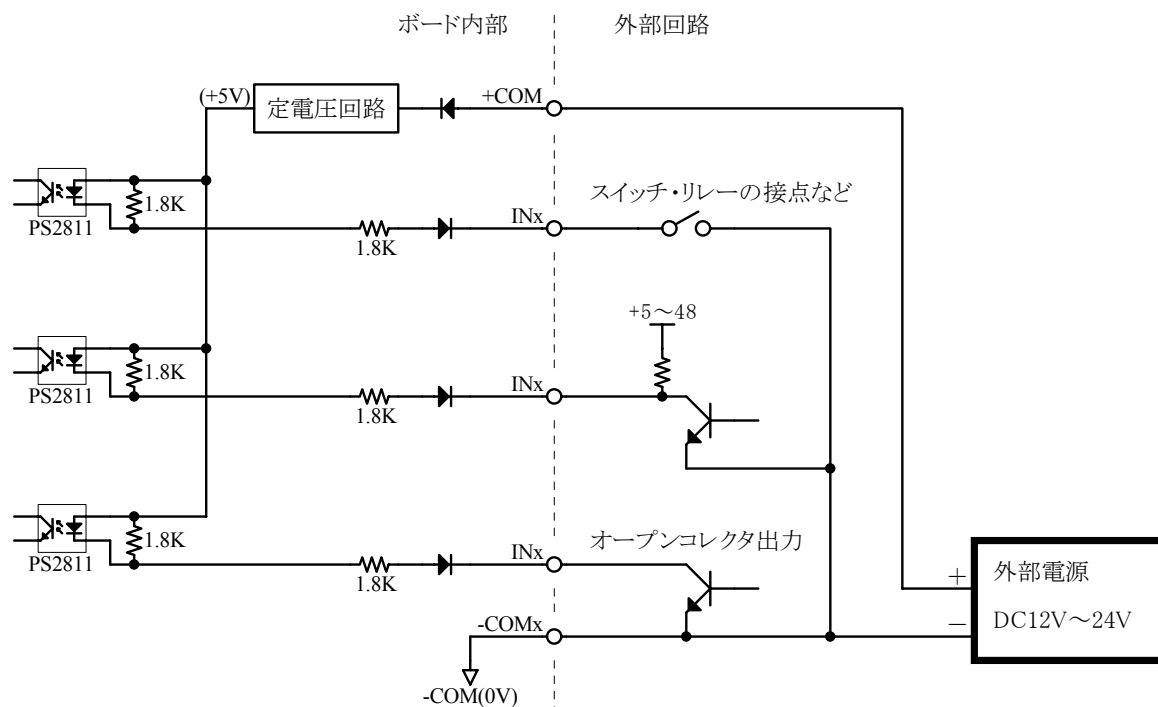 ボード内部
外部回路
(+5V)
定電圧回路
+COM
1.8K
PS2811
1.8K
INx
スイッチ・リレーの接点など
+5～48
1.8K
PS2811
1.8K
INx
1.8K
PS2811
1.8K
INx
オープンコレクタ出力
-COMx
-COM(0V)
+
外部電源
－
DC12V～24V